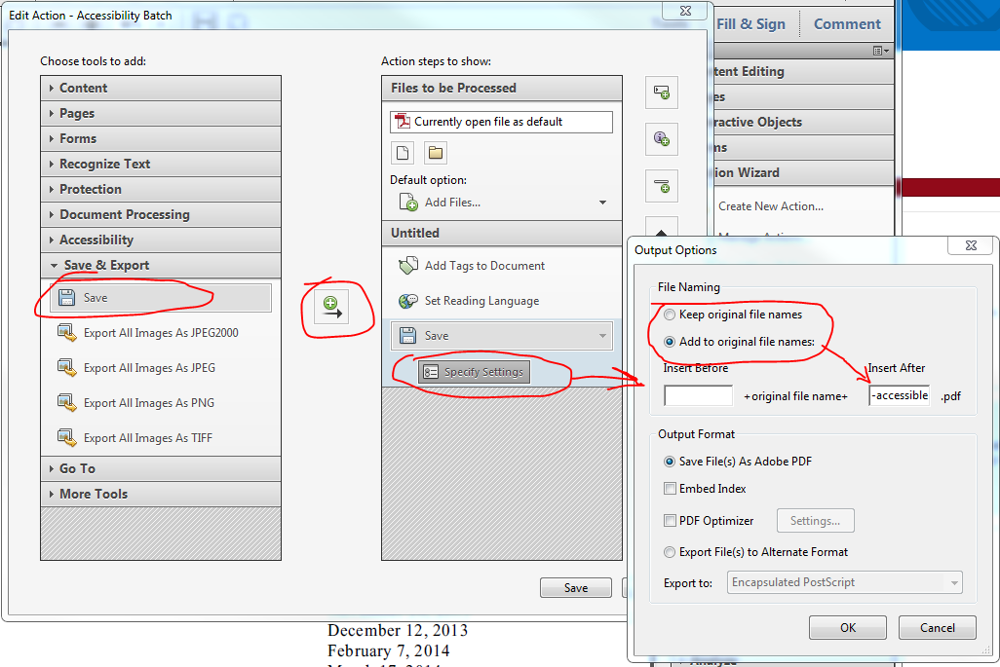 Edit Action - Accessibility Batch
Choose tools to add:
Content
Pages
Forms
Recognize Text
Protection
Document Processing
Accessibility
Save & Export
Save
Export All Images As JPEG2000
Export All Images As JPEG
Export All Images As PNG
Export All Images As TIFF
Go To
More Tools
Action steps to show:
Files to be Processed
Currently open file as default
Default option:
Add Files...
Untitled
Add Tags to Document
Set Reading Language
Save
Specify Settings
Save
Fill & Sign
Comment
tent Editing
es
ractive Objects
ms
ion Wizard
Create New Action...
Output Options
File Naming
Keep original file names
Add to original file names:
Insert Before
Insert After
+original file name+
-accessible
.pdf
Output Format
Save File(s) As Adobe PDF
Embed Index
PDF Optimizer
Settings...
Export File(s) to Alternate Format
Export to:
Encapsulated PostScript
OK
Cancel
December 12, 2013
February 7, 2014